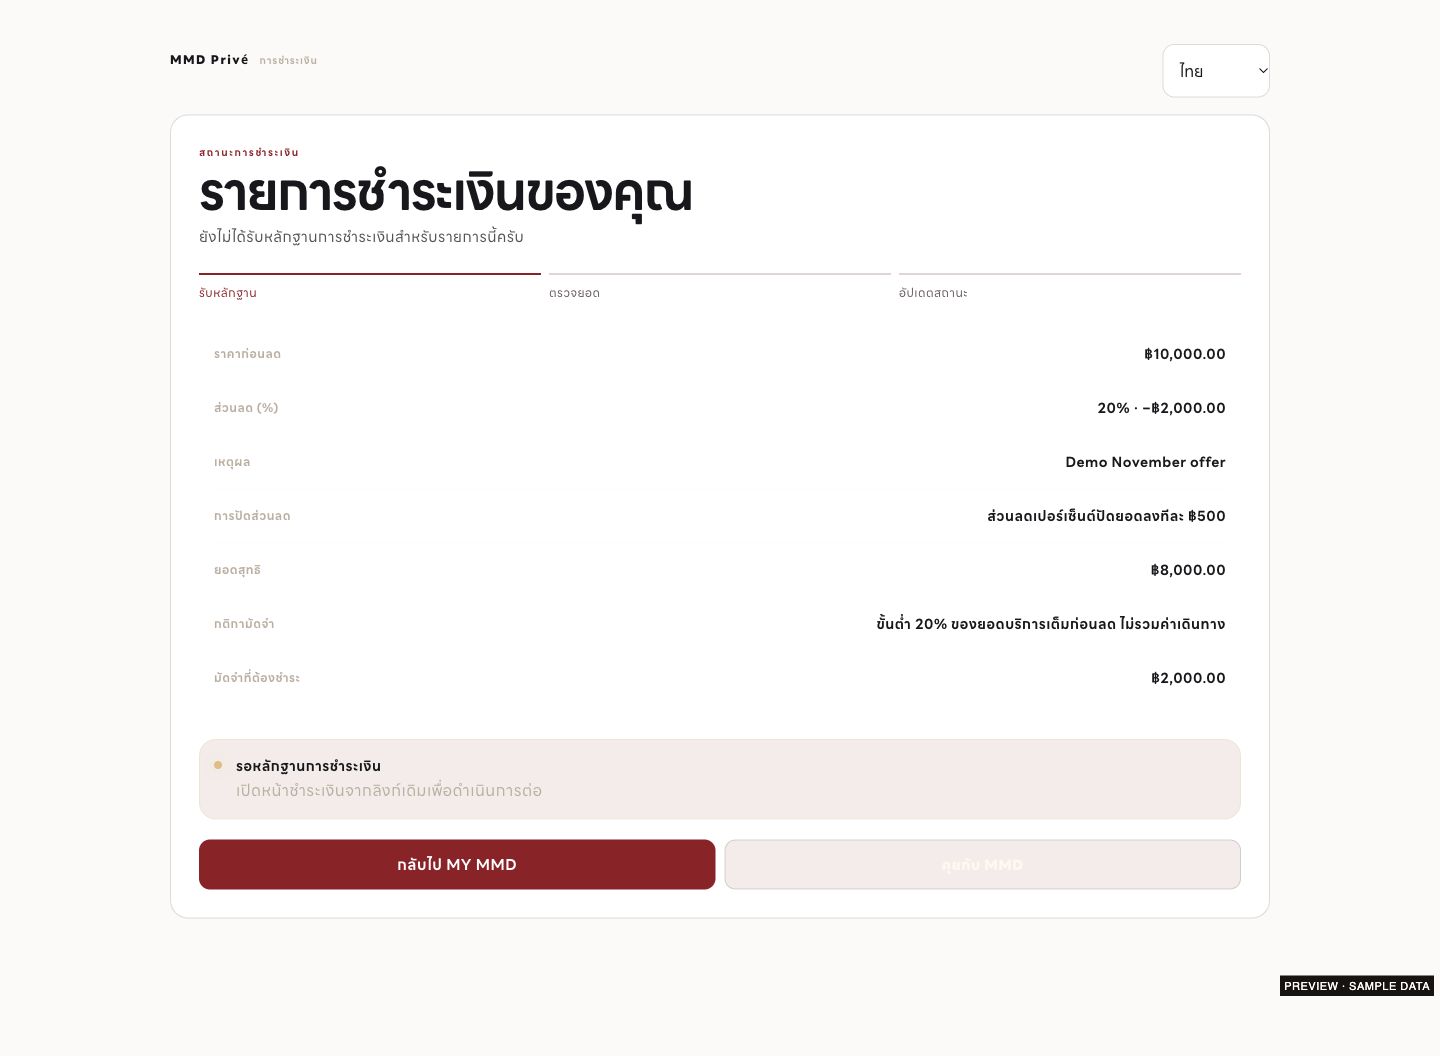 MMD Privé การชำระเงิน
ไทย
สถานะการชำระเงิน
รายการชำระเงินของคุณ
ยังไม่ได้รับหลักฐานการชำระเงินสำหรับรายการนี้ครับ
รับหลักฐาน
ตรวจยอด
อัปเดตสถานะ
ราคาก่อนลด ฿10,000.00
ส่วนลด (%) 20% · −฿2,000.00
เหตุผล Demo November offer
การปัดส่วนลด ส่วนลดเปอร์เซ็นต์ปัดยอดลงทีละ ฿500
ยอดสุทธิ ฿8,000.00
กติกามัดจำ ขั้นต่ำ 20% ของยอดบริการเต็มก่อนลด ไม่รวมค่าเดินทาง
มัดจำที่ต้องชำระ ฿2,000.00
รอหลักฐานการชำระเงิน
เปิดหน้าชำระเงินจากลิงก์เดิมเพื่อดำเนินการต่อ
กลับไป MY MMD
คุยกับ MMD
PREVIEW · SAMPLE DATA